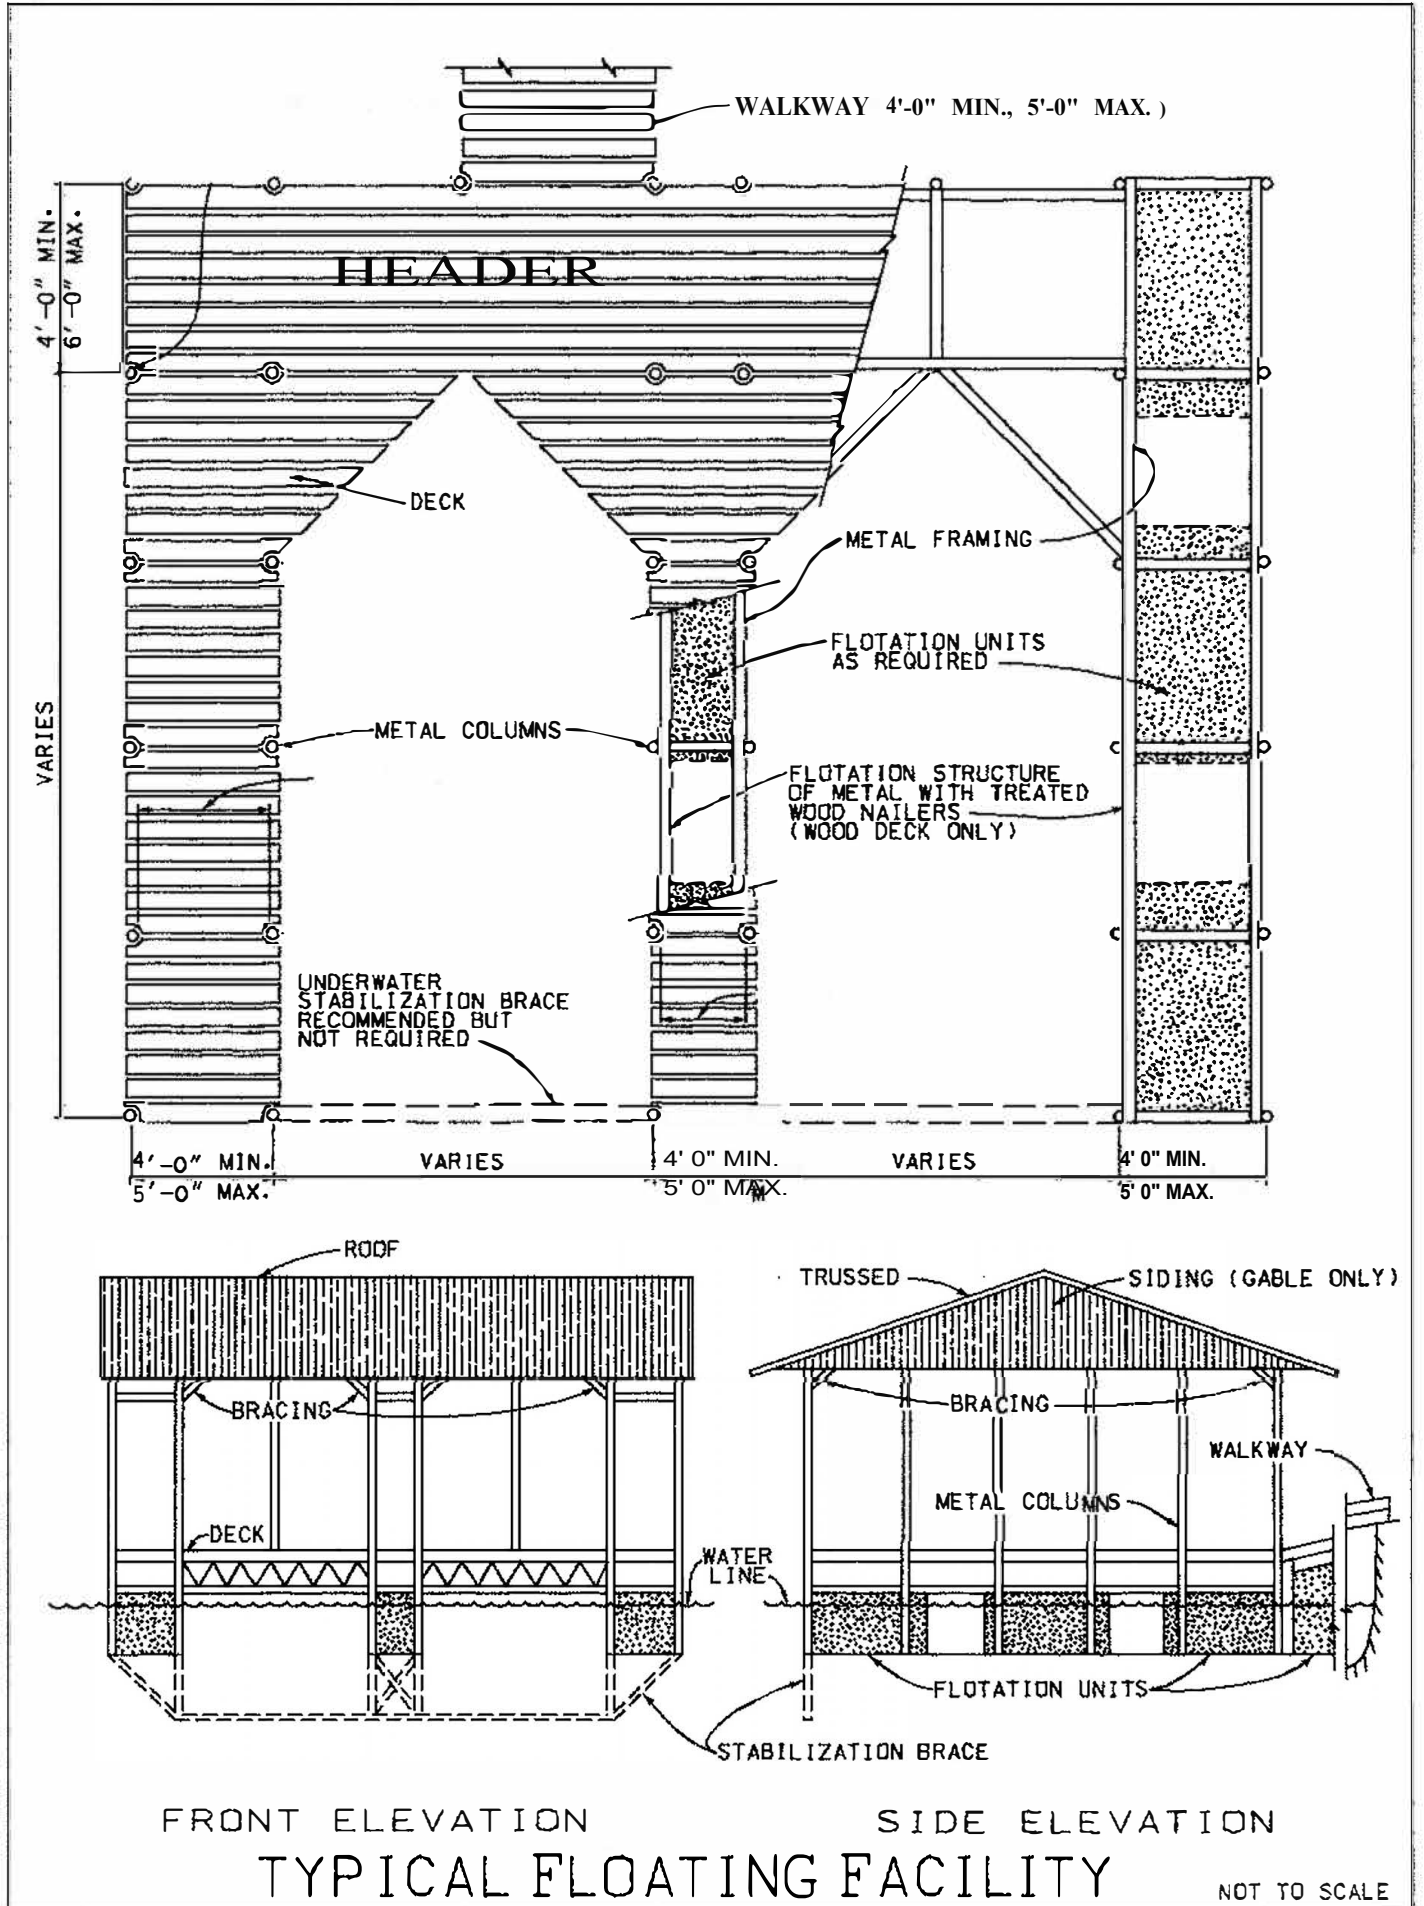 WALKWAY 4'-0" MIN., 5'-0" MAX. )
4'-0" MIN.
6'-0" MAX.
HEADER
DECK
METAL FRAMING
FLOTATION UNITS
AS REQUIRED
VARIES
METAL COLUMNS
FLOTATION STRUCTURE
OF METAL WITH TREATED
WOOD NAILERS
(WOOD DECK ONLY)
UNDERWATER
STABILIZATION BRACE
RECOMMENDED BUT
NOT REQUIRED
4'-0" MIN. VARIES 4' 0" MIN. VARIES 4' 0" MIN.
5'-0" MAX. 5' 0" MAX. 5' 0" MAX.
ROOF
TRUSSED
SIDING (GABLE ONLY)
BRACING
BRACING
WALKWAY
METAL COLUMNS
DECK
WATER
LINE
FLOTATION UNITS
STABILIZATION BRACE
FRONT ELEVATION
SIDE ELEVATION
TYPICAL FLOATING FACILITY
NOT TO SCALE